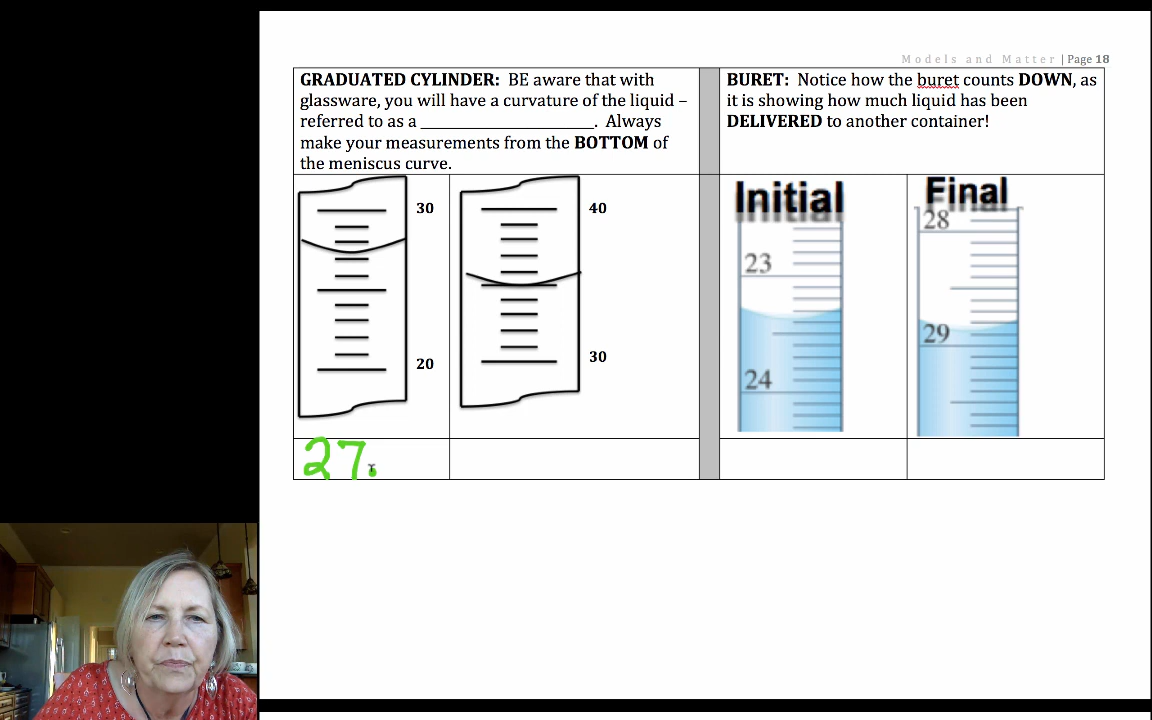 Models and Matter | Page 18
GRADUATED CYLINDER: BE aware that with
glassware, you will have a curvature of the liquid –
referred to as a ______________________. Always
make your measurements from the BOTTOM of
the meniscus curve.
BURET: Notice how the buret counts DOWN, as
it is showing how much liquid has been
DELIVERED to another container!
30
20
40
30
Initial
23
24
Final
28
29
27.